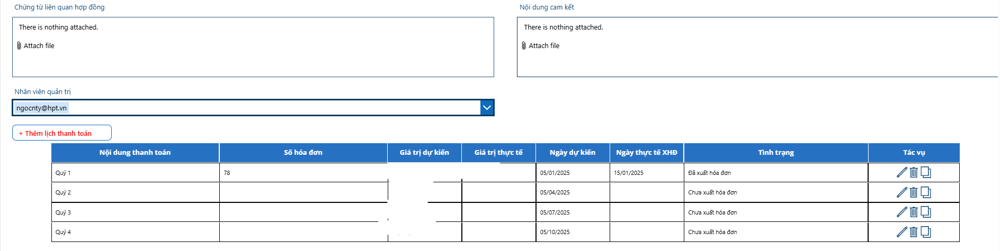 Chứng từ liên quan hợp đồng
Nội dung cam kết
There is nothing attached.
There is nothing attached.
Attach file
Attach file
Nhân viên quản trị
ngocnty@hpt.vn
+ Thêm lịch thanh toán
Nội dung thanh toán Số hóa đơn Giá trị dự kiến Giá trị thực tế Ngày dự kiến Ngày thực tế XHĐ Tình trạng Tác vụ
Quý 1 78 05/01/2025 15/01/2025 Đã xuất hóa đơn
Quý 2 05/04/2025 Chưa xuất hóa đơn
Quý 3 05/07/2025 Chưa xuất hóa đơn
Quý 4 05/10/2025 Chưa xuất hóa đơn